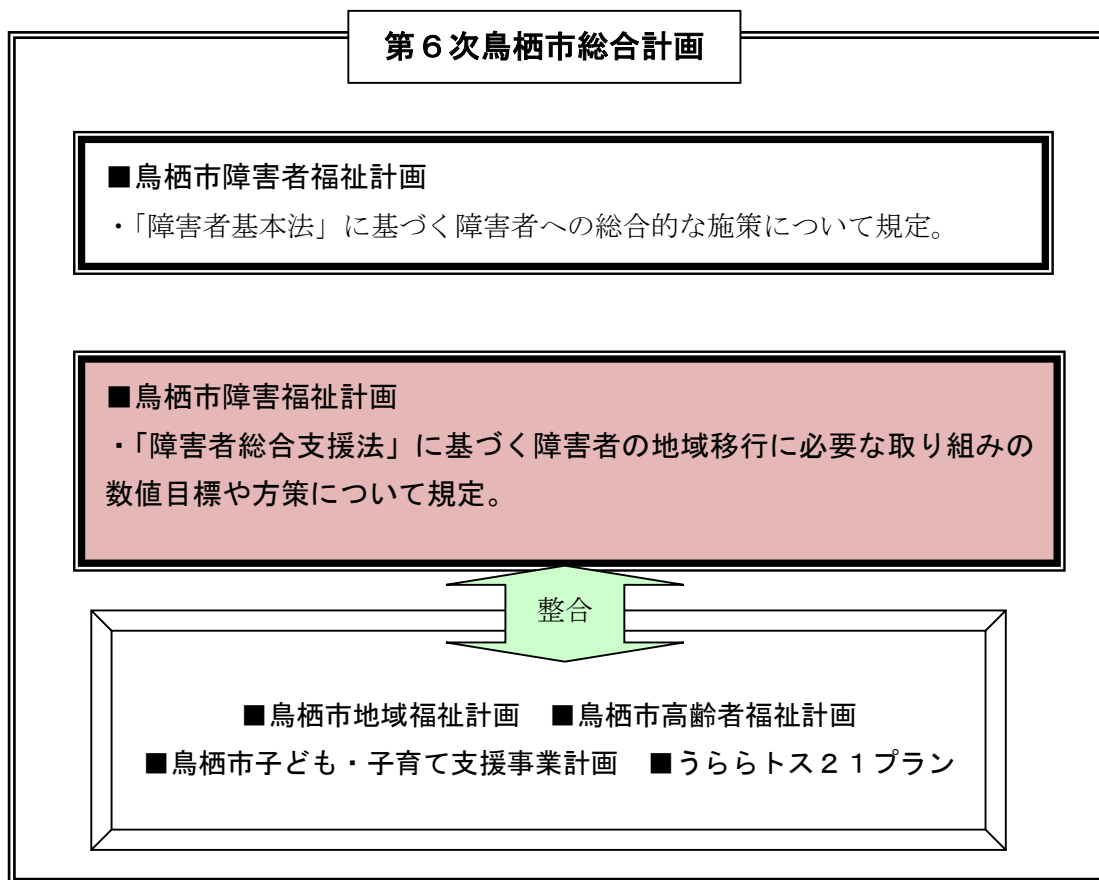 第６次鳥栖市総合計画
■鳥栖市障害者福祉計画
・「障害者基本法」に基づく障害者への総合的な施策について規定。
■鳥栖市障害福祉計画
・「障害者総合支援法」に基づく障害者の地域移行に必要な取り組みの
数値目標や方策について規定。
整合
■鳥栖市地域福祉計画　■鳥栖市高齢者福祉計画
■鳥栖市子ども・子育て支援事業計画　■うららトス２１プラン